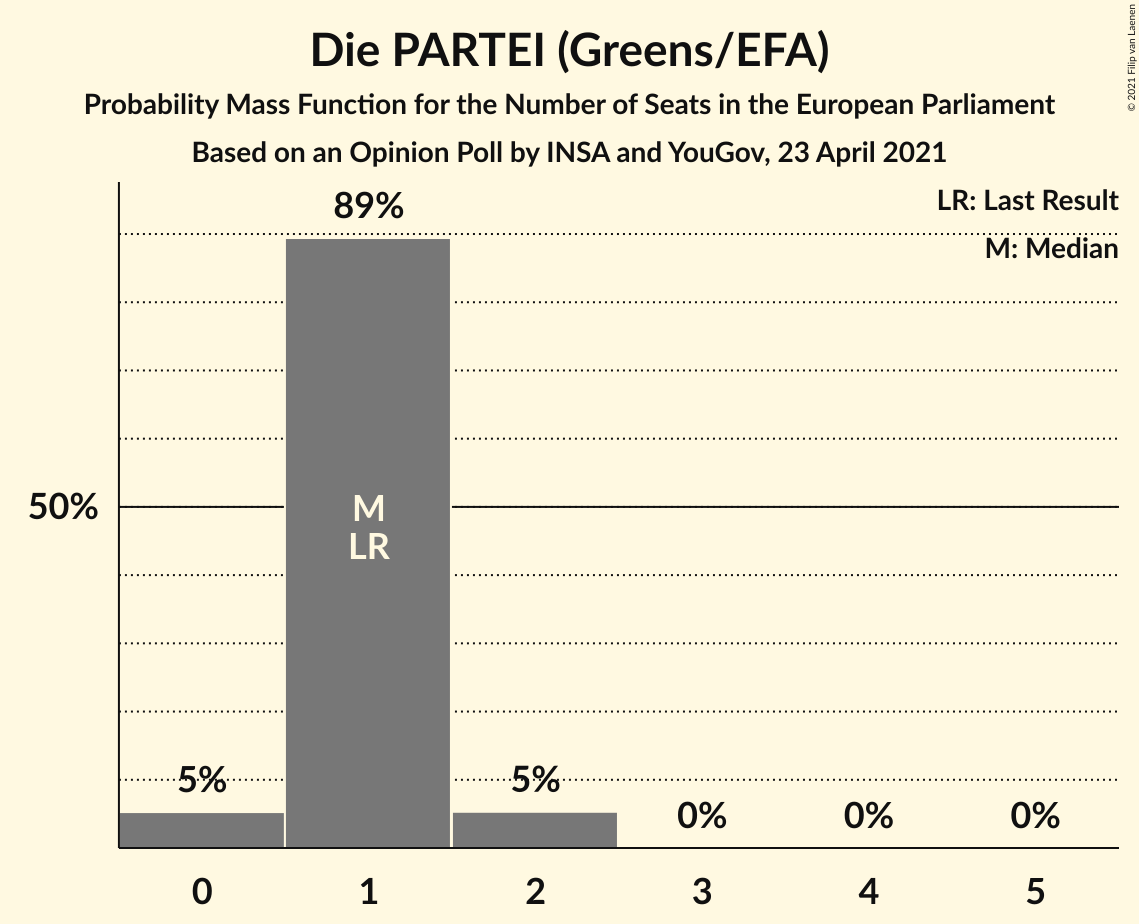 Die PARTEI (Greens/EFA)
Probability Mass Function for the Number of Seats in the European Parliament
Based on an Opinion Poll by INSA and YouGov, 23 April 2021
© 2021 Filip van Laenen
LR: Last Result
M: Median
89%
50%
M
LR
5%
5%
0%
0%
0%
0
1
2
3
4
5